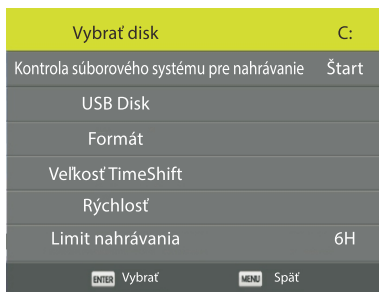 Vybrať disk C:
Kontrola súborového systému pre nahrávanie Štart
USB Disk
Formát
Veľkosť TimeShift
Rýchlosť
Limit nahrávania 6H
ENTER Vybrať MENU Späť